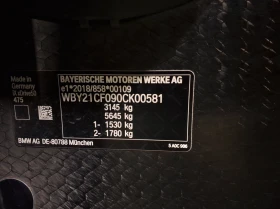 Made in
Germany
475
BAYERISCHE MOTOREN WERKE AG
e1*2018/858*00109
WBY21CF090CK00581
3145 kg
5645 kg
1- 1530 kg
2- 1780 kg
BMW AG DE-80788 München